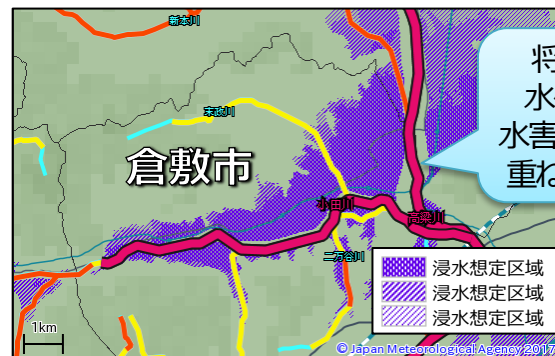 新本川
将
水
水害
重ね
末政川
倉敷市
小田川
高梁川
二万谷川
浸水想定区域
浸水想定区域
浸水想定区域
1km
© Japan Meteorological Agency 2017